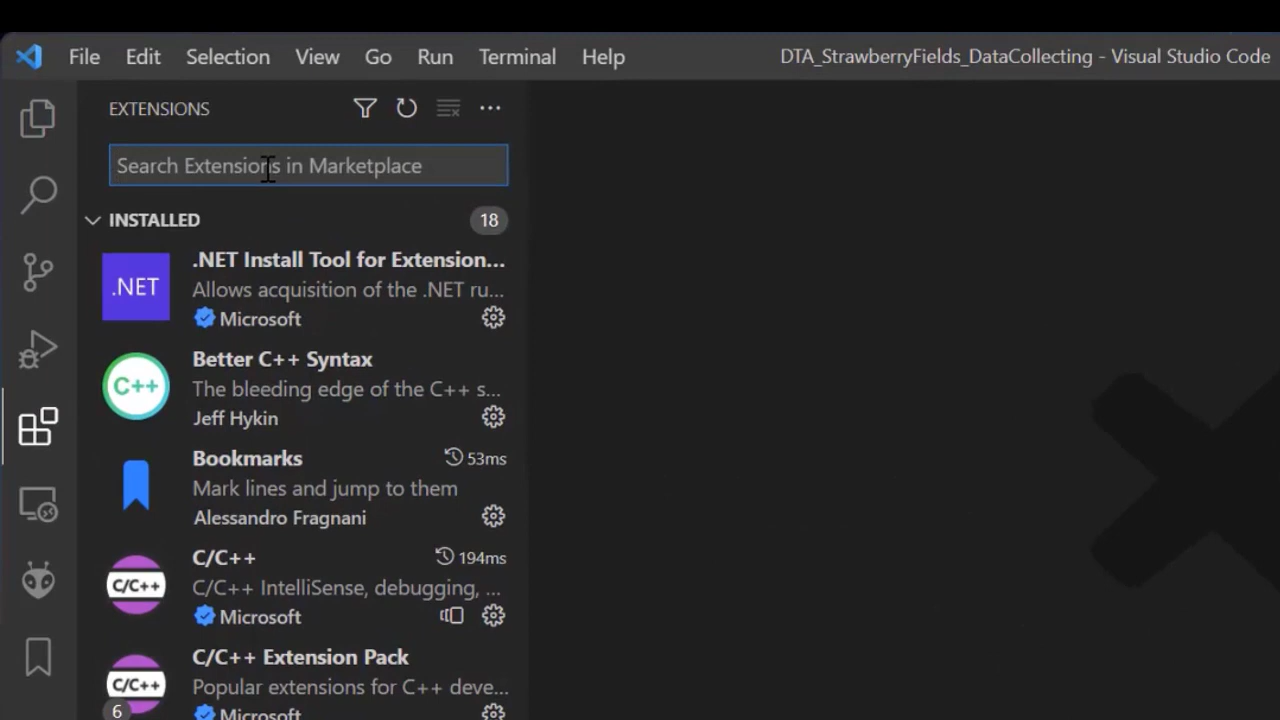 File Edit Selection View Go Run Terminal Help DTA_StrawberryFields_DataCollecting - Visual Studio Code
EXTENSIONS
Search Extensions in Marketplace
INSTALLED 18
.NET
.NET Install Tool for Extension...
Allows acquisition of the .NET ru...
Microsoft
C++
Better C++ Syntax
The bleeding edge of the C++ s...
Jeff Hykin
Bookmarks 53ms
Mark lines and jump to them
Alessandro Fragnani
C/C++
C/C++ 194ms
C/C++ IntelliSense, debugging, ...
Microsoft
C/C++
C/C++ Extension Pack
Popular extensions for C++ deve...
6
Microsoft